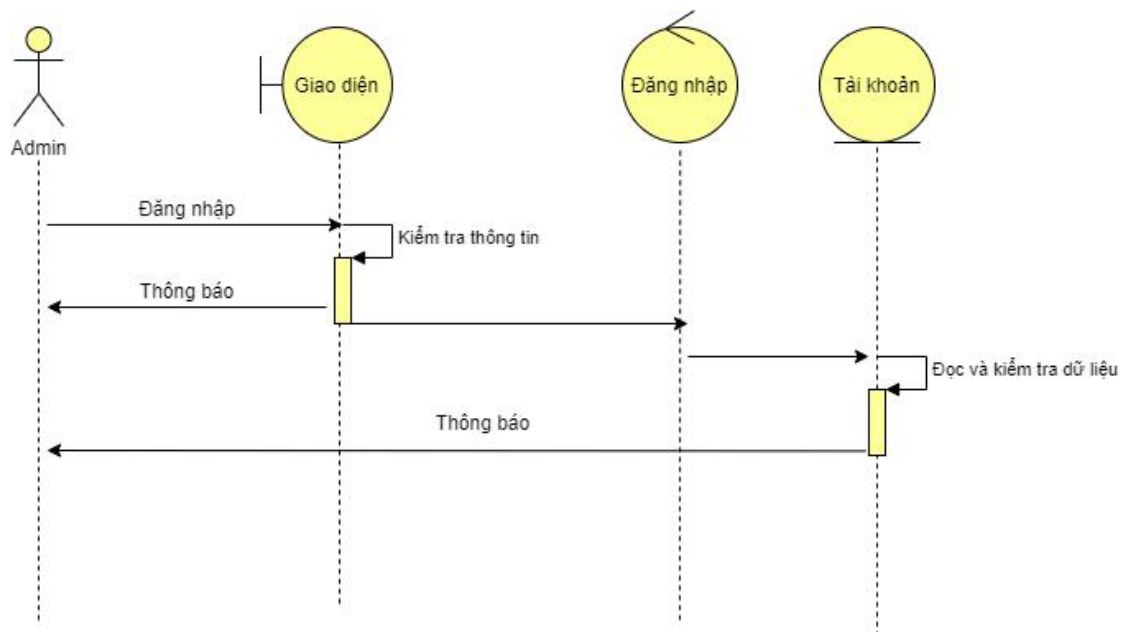 Giao diện
Đăng nhập
Tài khoản
Admin
Đăng nhập
Kiểm tra thông tin
Thông báo
Đọc và kiểm tra dữ liệu
Thông báo